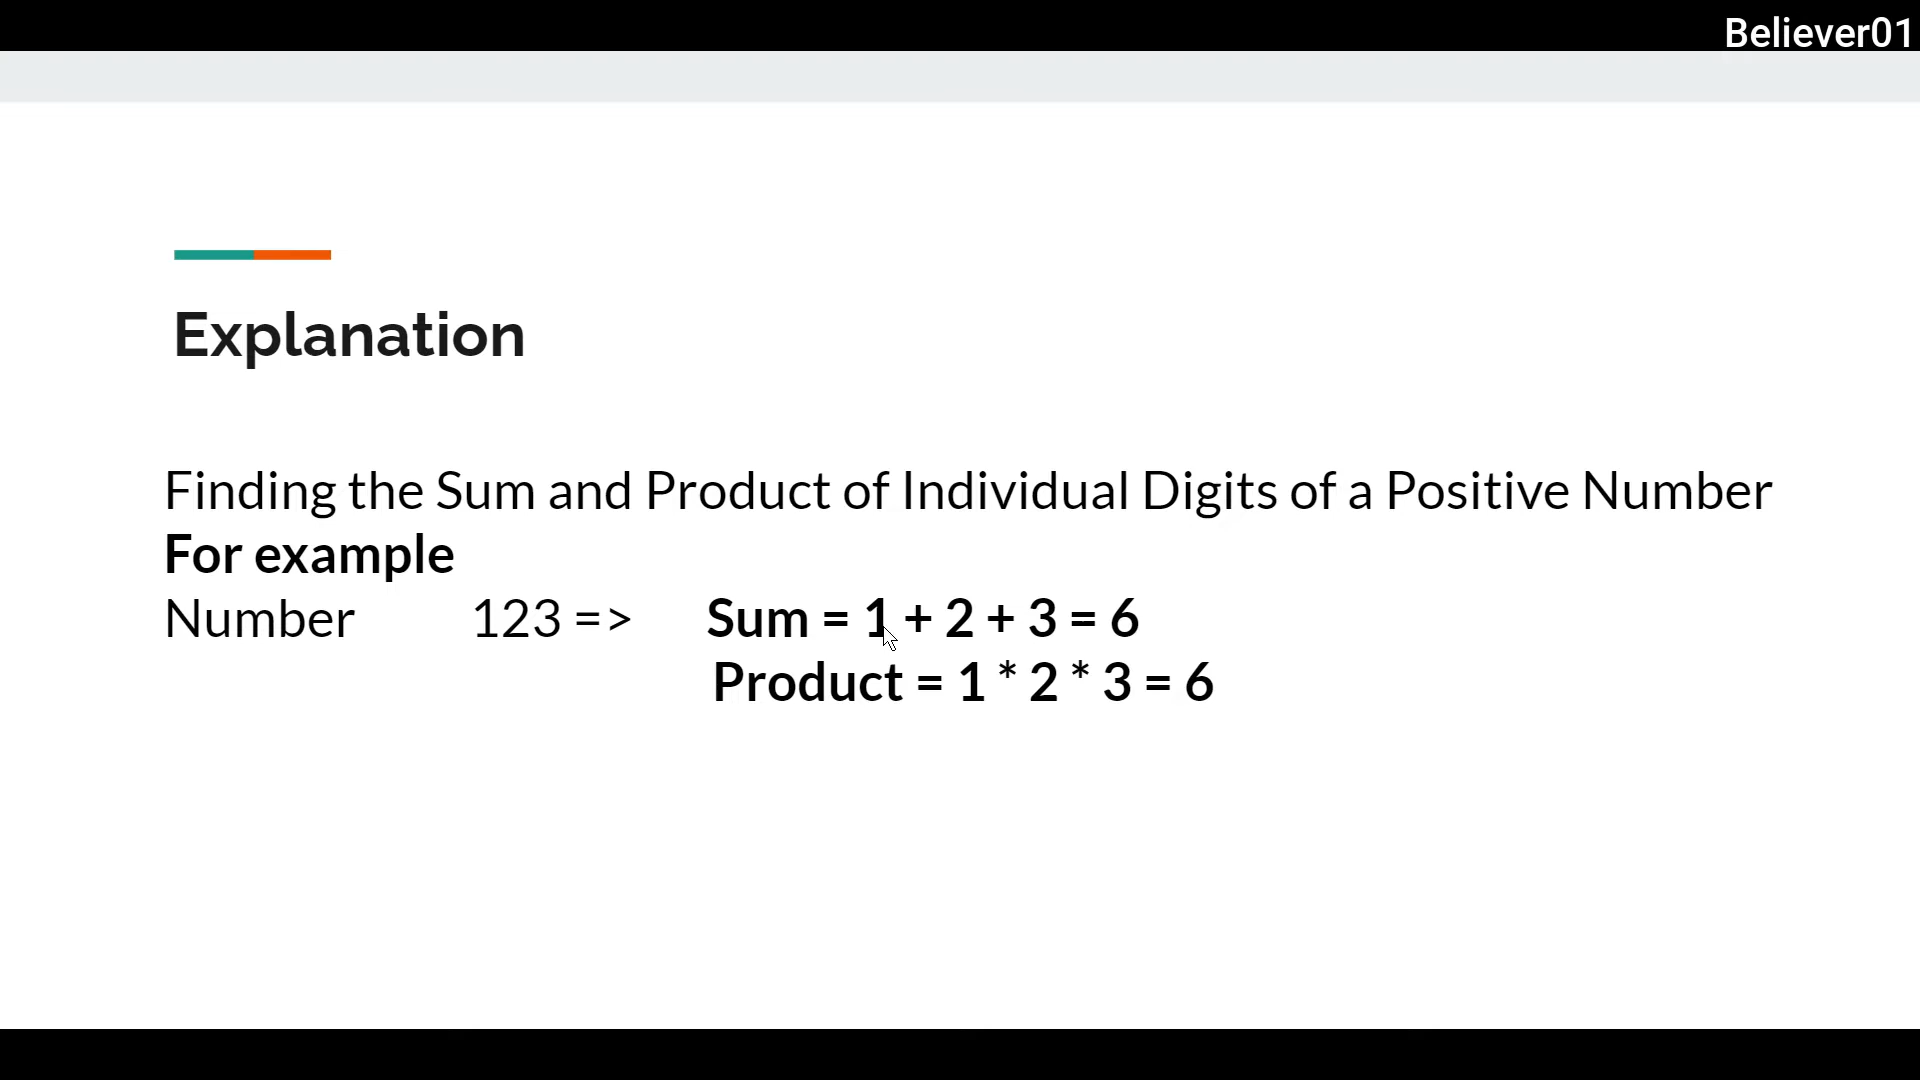 Believer01
Explanation
Finding the Sum and Product of Individual Digits of a Positive Number
For example
Number 123 => Sum = 1 + 2 + 3 = 6
Product = 1 * 2 * 3 = 6